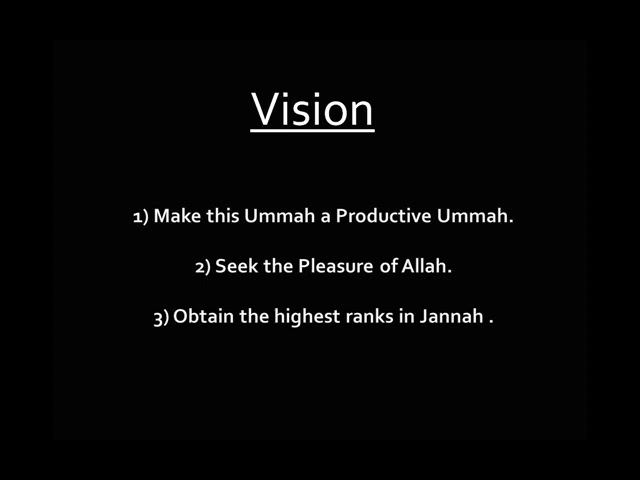 Vision
1) Make this Ummah a Productive Ummah.
2) Seek the Pleasure of Allah.
3) Obtain the highest ranks in Jannah .